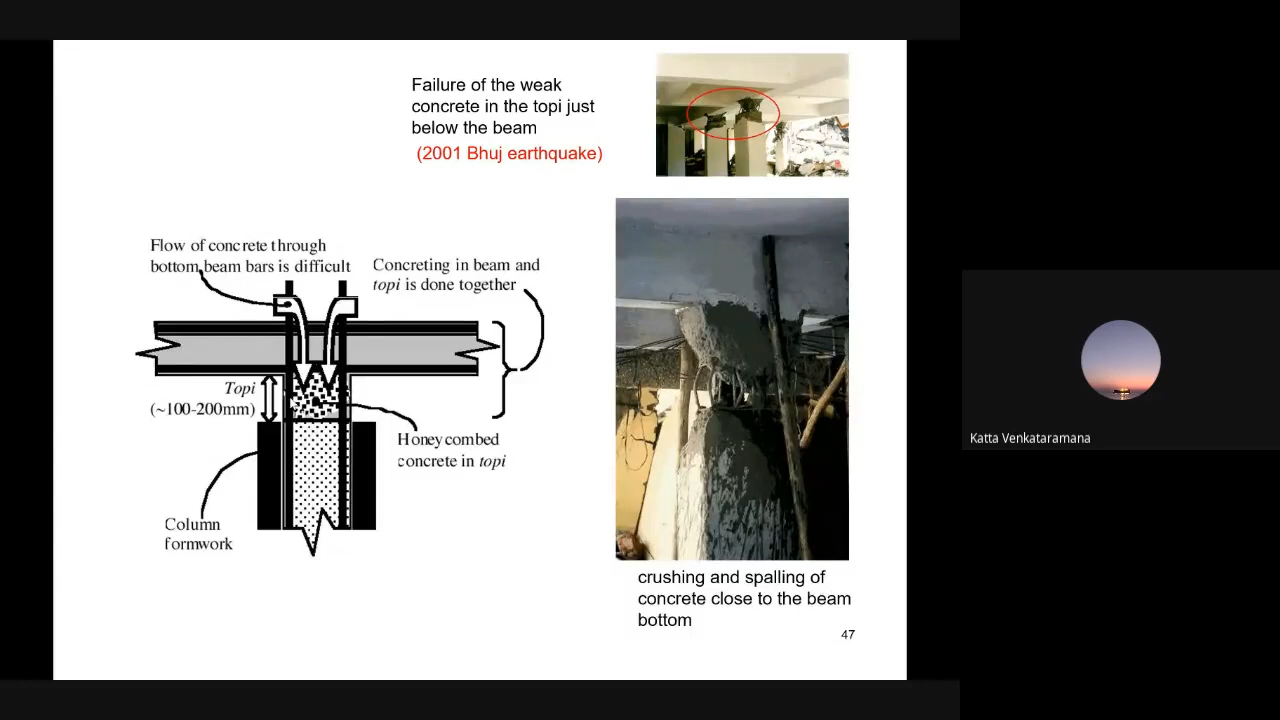 Failure of the weak
concrete in the topi just
below the beam
(2001 Bhuj earthquake)
Flow of concrete through
bottom beam bars is difficult
Concreting in beam and
topi is done together
Topi
(~100-200mm)
Honeycombed
concrete in topi
Column
formwork
crushing and spalling of
concrete close to the beam
bottom
47
Katta Venkataramana